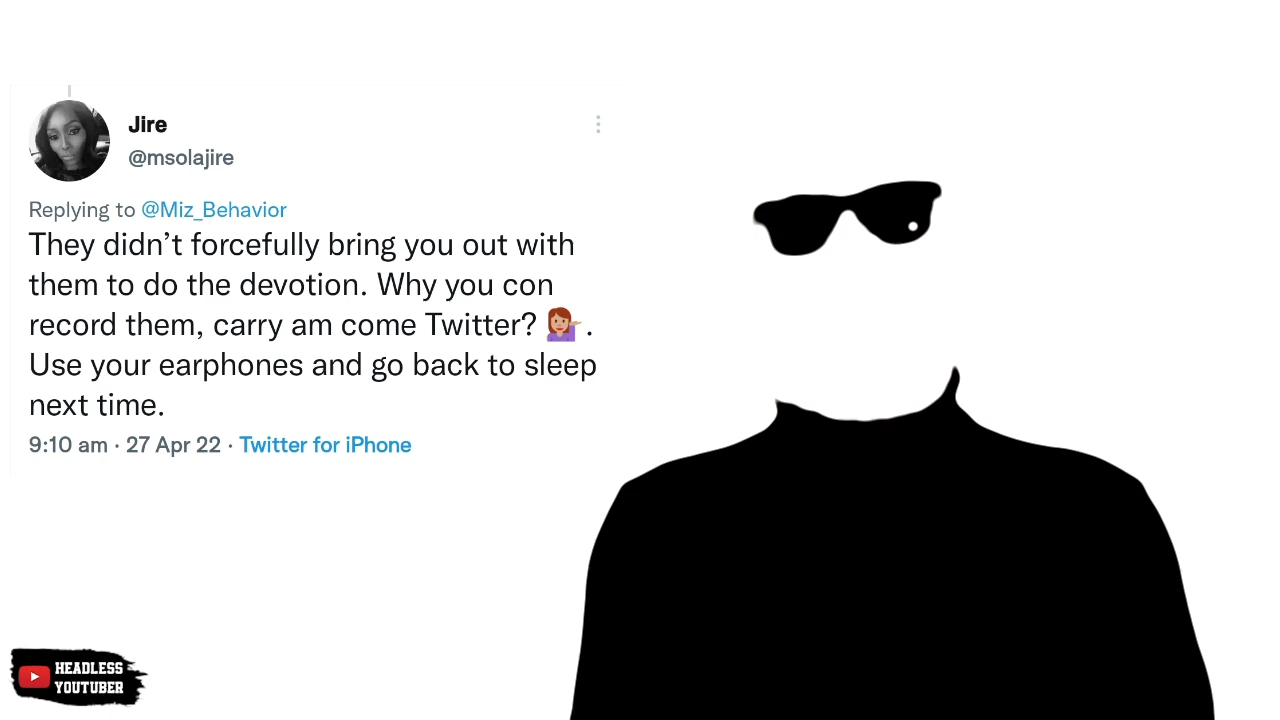 Jire
@msolajire
Replying to @Miz_Behavior
They didn’t forcefully bring you out with
them to do the devotion. Why you con
record them, carry am come Twitter? 💁🏽‍♀️.
Use your earphones and go back to sleep
next time.
9:10 am · 27 Apr 22 · Twitter for iPhone
HEADLESS
YOUTUBER